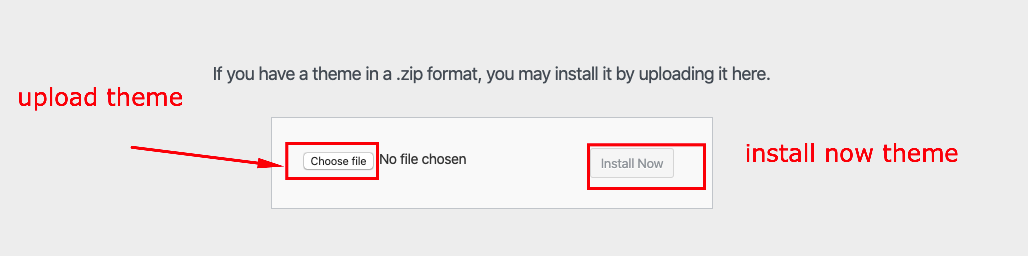 If you have a theme in a .zip format, you may install it by uploading it here.
upload theme
Choose file No file chosen
Install Now
install now theme